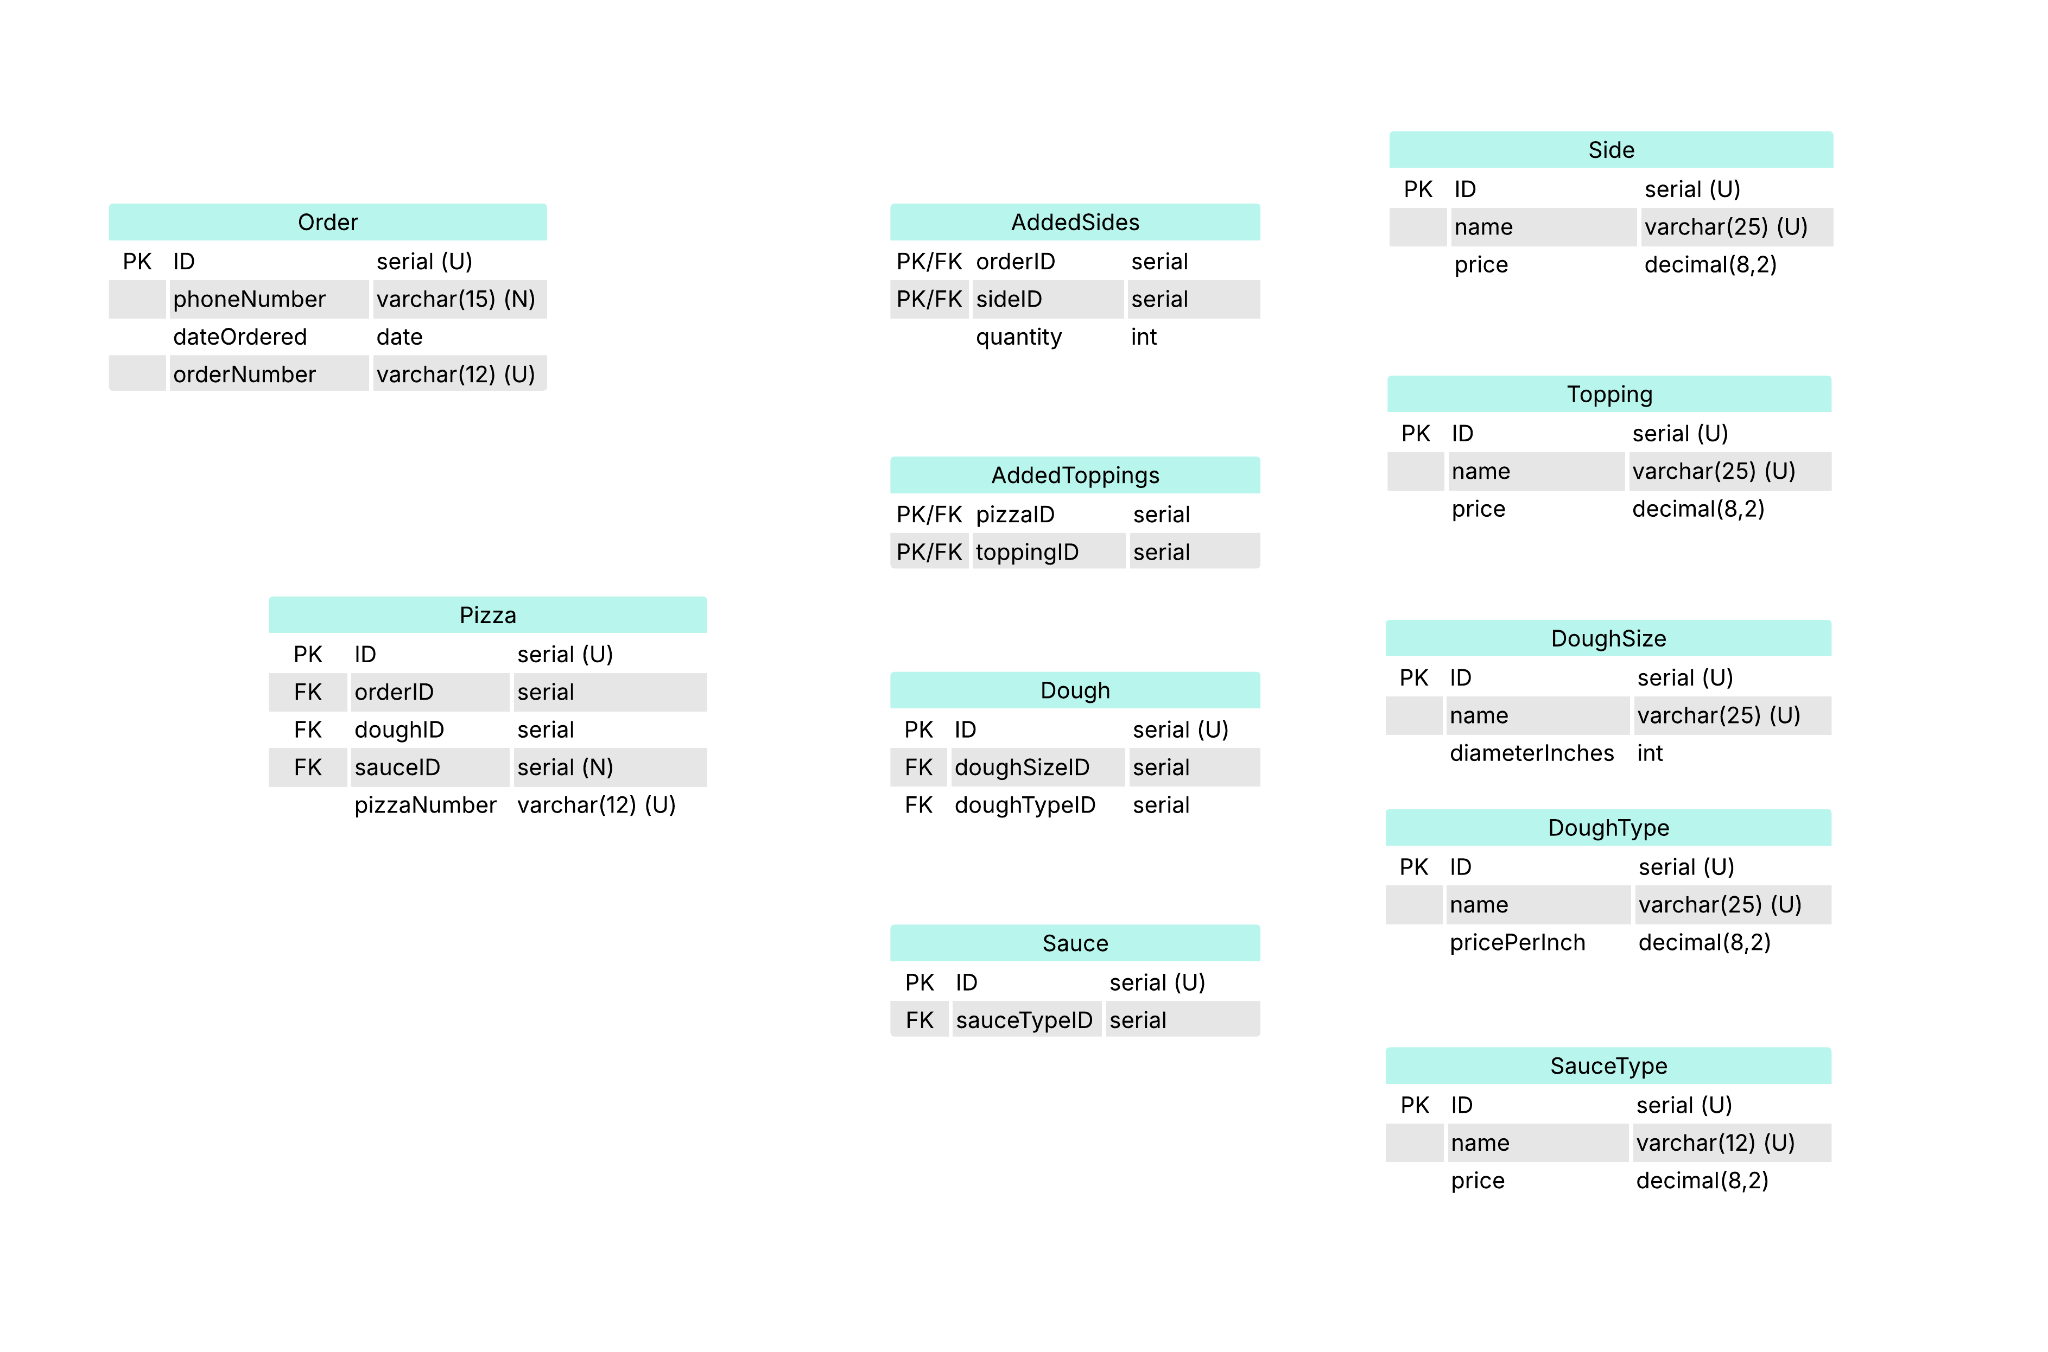 Order
PK ID serial (U)
phoneNumber varchar(15) (N)
dateOrdered date
orderNumber varchar(12) (U)
Pizza
PK ID serial (U)
FK orderID serial
FK doughID serial
FK sauceID serial (N)
pizzaNumber varchar(12) (U)
AddedSides
PK/FK orderID serial
PK/FK sideID serial
quantity int
AddedToppings
PK/FK pizzaID serial
PK/FK toppingID serial
Dough
PK ID serial (U)
FK doughSizeID serial
FK doughTypeID serial
Sauce
PK ID serial (U)
FK sauceTypeID serial
Side
PK ID serial (U)
name varchar(25) (U)
price decimal(8,2)
Topping
PK ID serial (U)
name varchar(25) (U)
price decimal(8,2)
DoughSize
PK ID serial (U)
name varchar(25) (U)
diameterInches int
DoughType
PK ID serial (U)
name varchar(25) (U)
pricePerInch decimal(8,2)
SauceType
PK ID serial (U)
name varchar(12) (U)
price decimal(8,2)